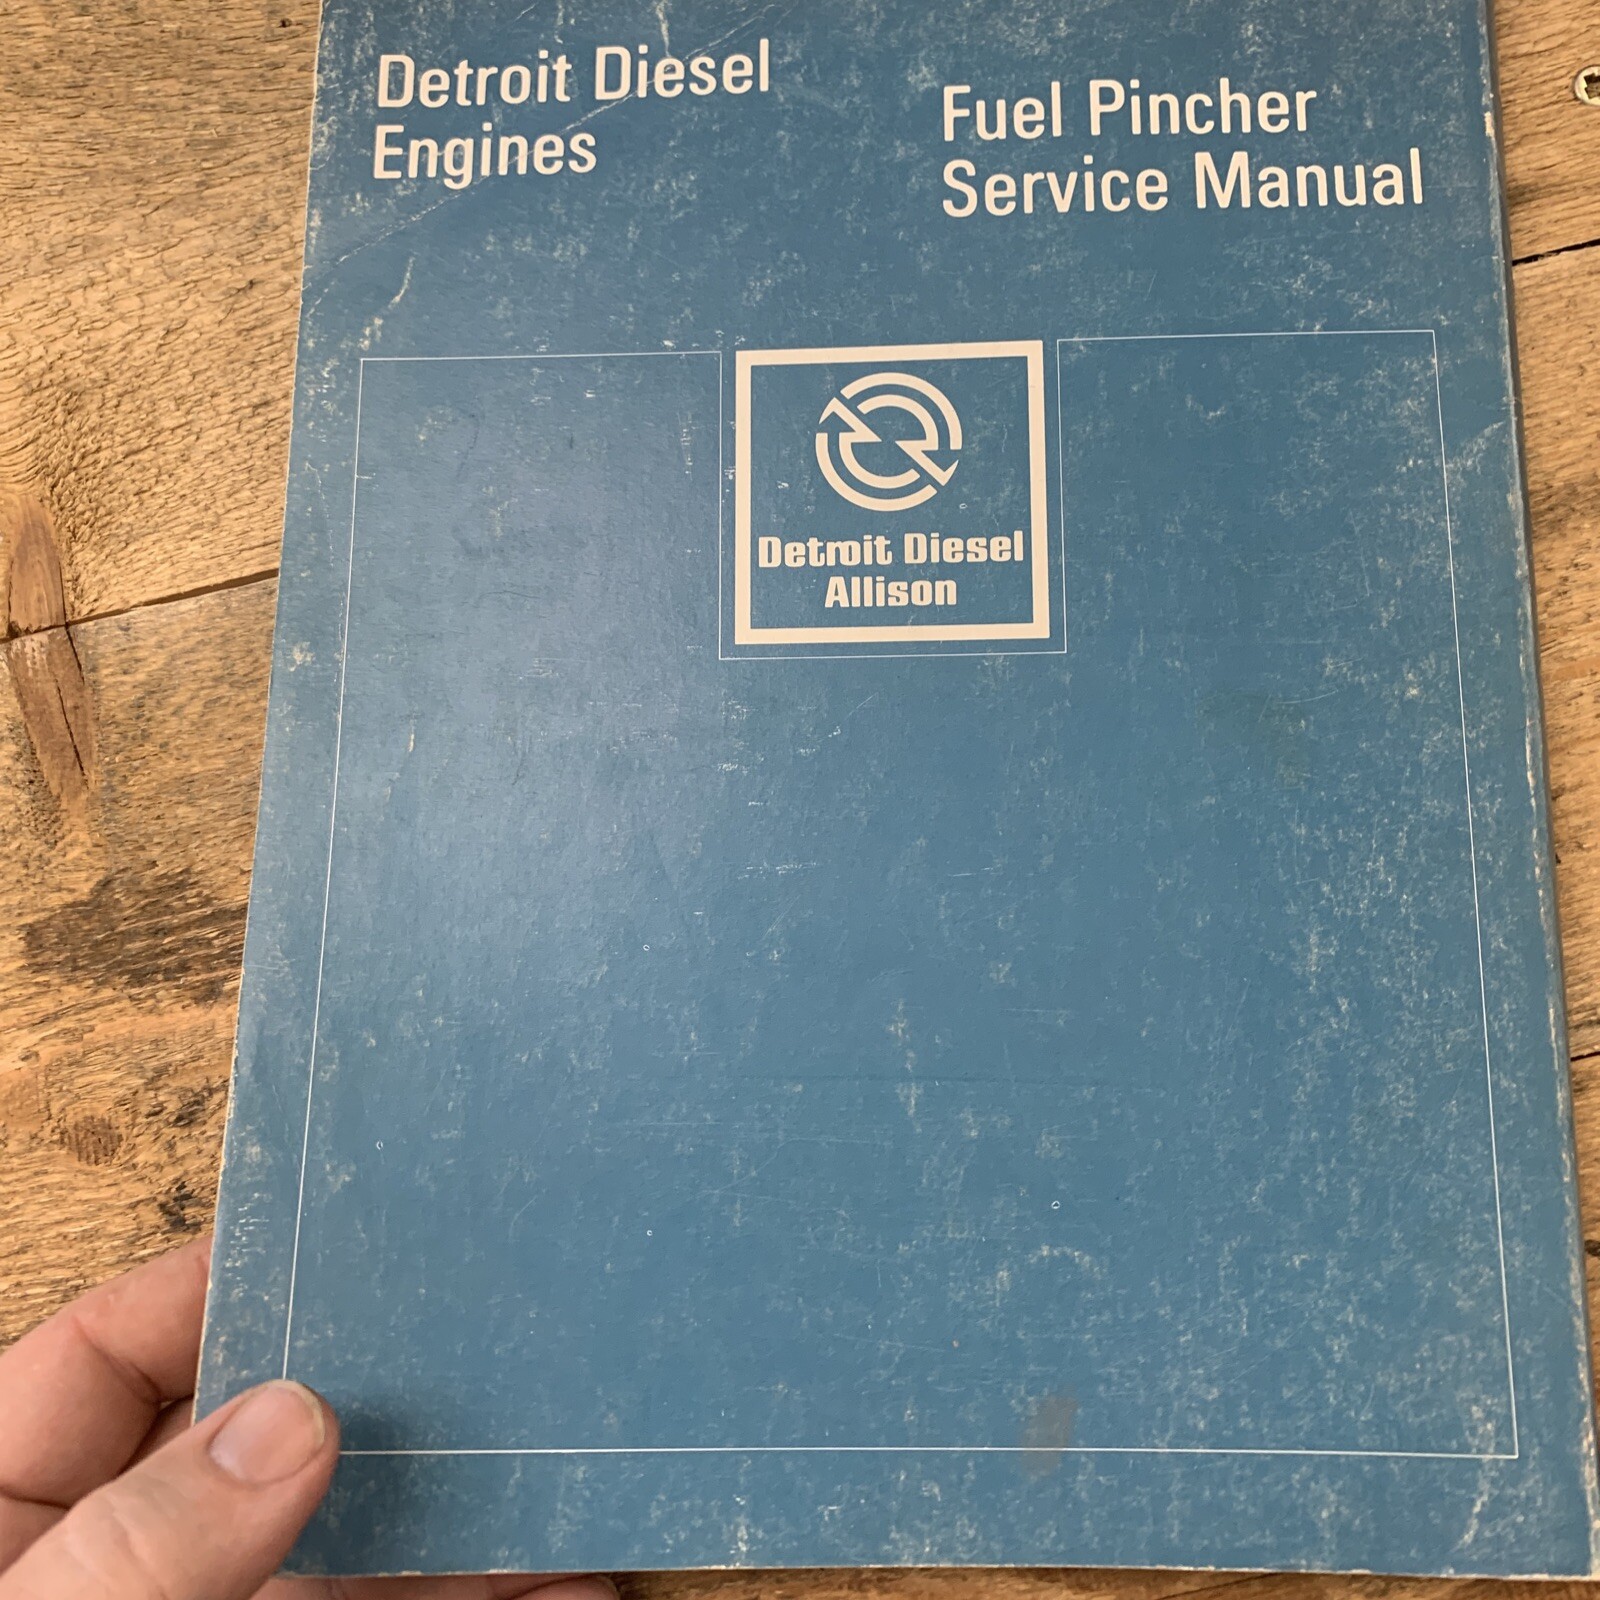 Detroit Diesel
Engines
Fuel Pincher
Service Manual
Detroit Diesel
Allison